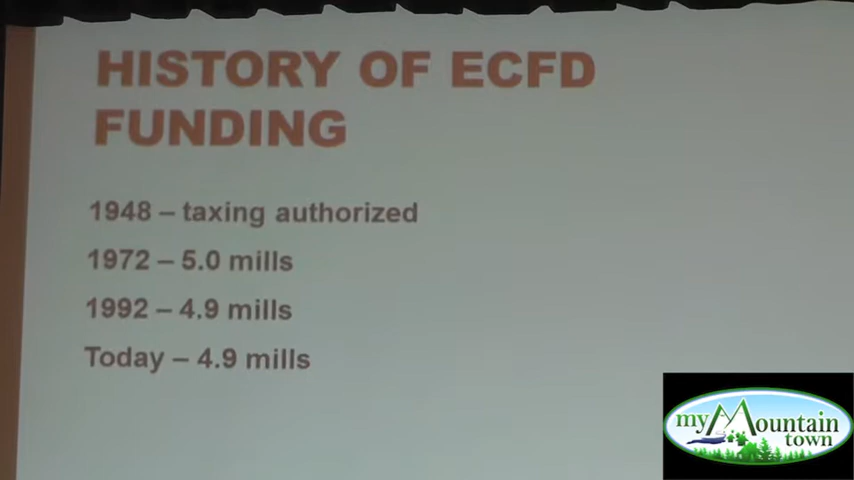 HISTORY OF ECFD
FUNDING
1948 – taxing authorized
1972 – 5.0 mills
1992 – 4.9 mills
Today – 4.9 mills
my Mountain
town